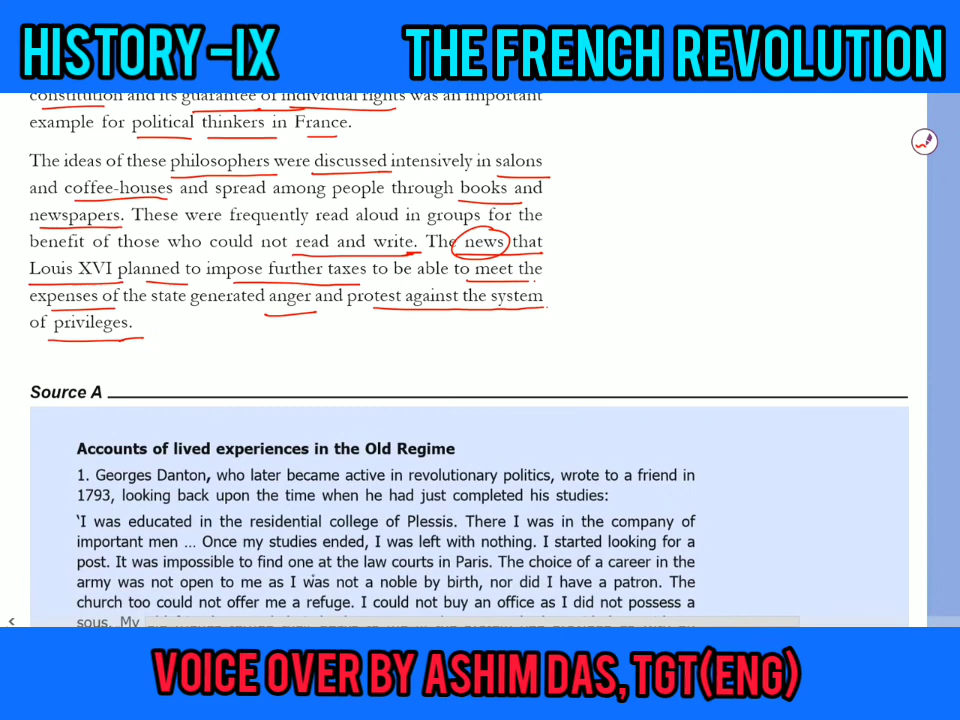 HISTORY –IX
THE FRENCH REVOLUTION
constitution and its guarantee of individual rights was an important
example for political thinkers in France.
The ideas of these philosophers were discussed intensively in salons
and coffee-houses and spread among people through books and
newspapers. These were frequently read aloud in groups for the
benefit of those who could not read and write. The news that
Louis XVI planned to impose further taxes to be able to meet the
expenses of the state generated anger and protest against the system
of privileges.
Source A
Accounts of lived experiences in the Old Regime
1. Georges Danton, who later became active in revolutionary politics, wrote to a friend in
1793, looking back upon the time when he had just completed his studies:
‘I was educated in the residential college of Plessis. There I was in the company of
important men ... Once my studies ended, I was left with nothing. I started looking for a
post. It was impossible to find one at the law courts in Paris. The choice of a career in the
army was not open to me as I was not a noble by birth, nor did I have a patron. The
church too could not offer me a refuge. I could not buy an office as I did not possess a
sous. My
VOICE OVER BY ASHIM DAS, TGT(ENG)